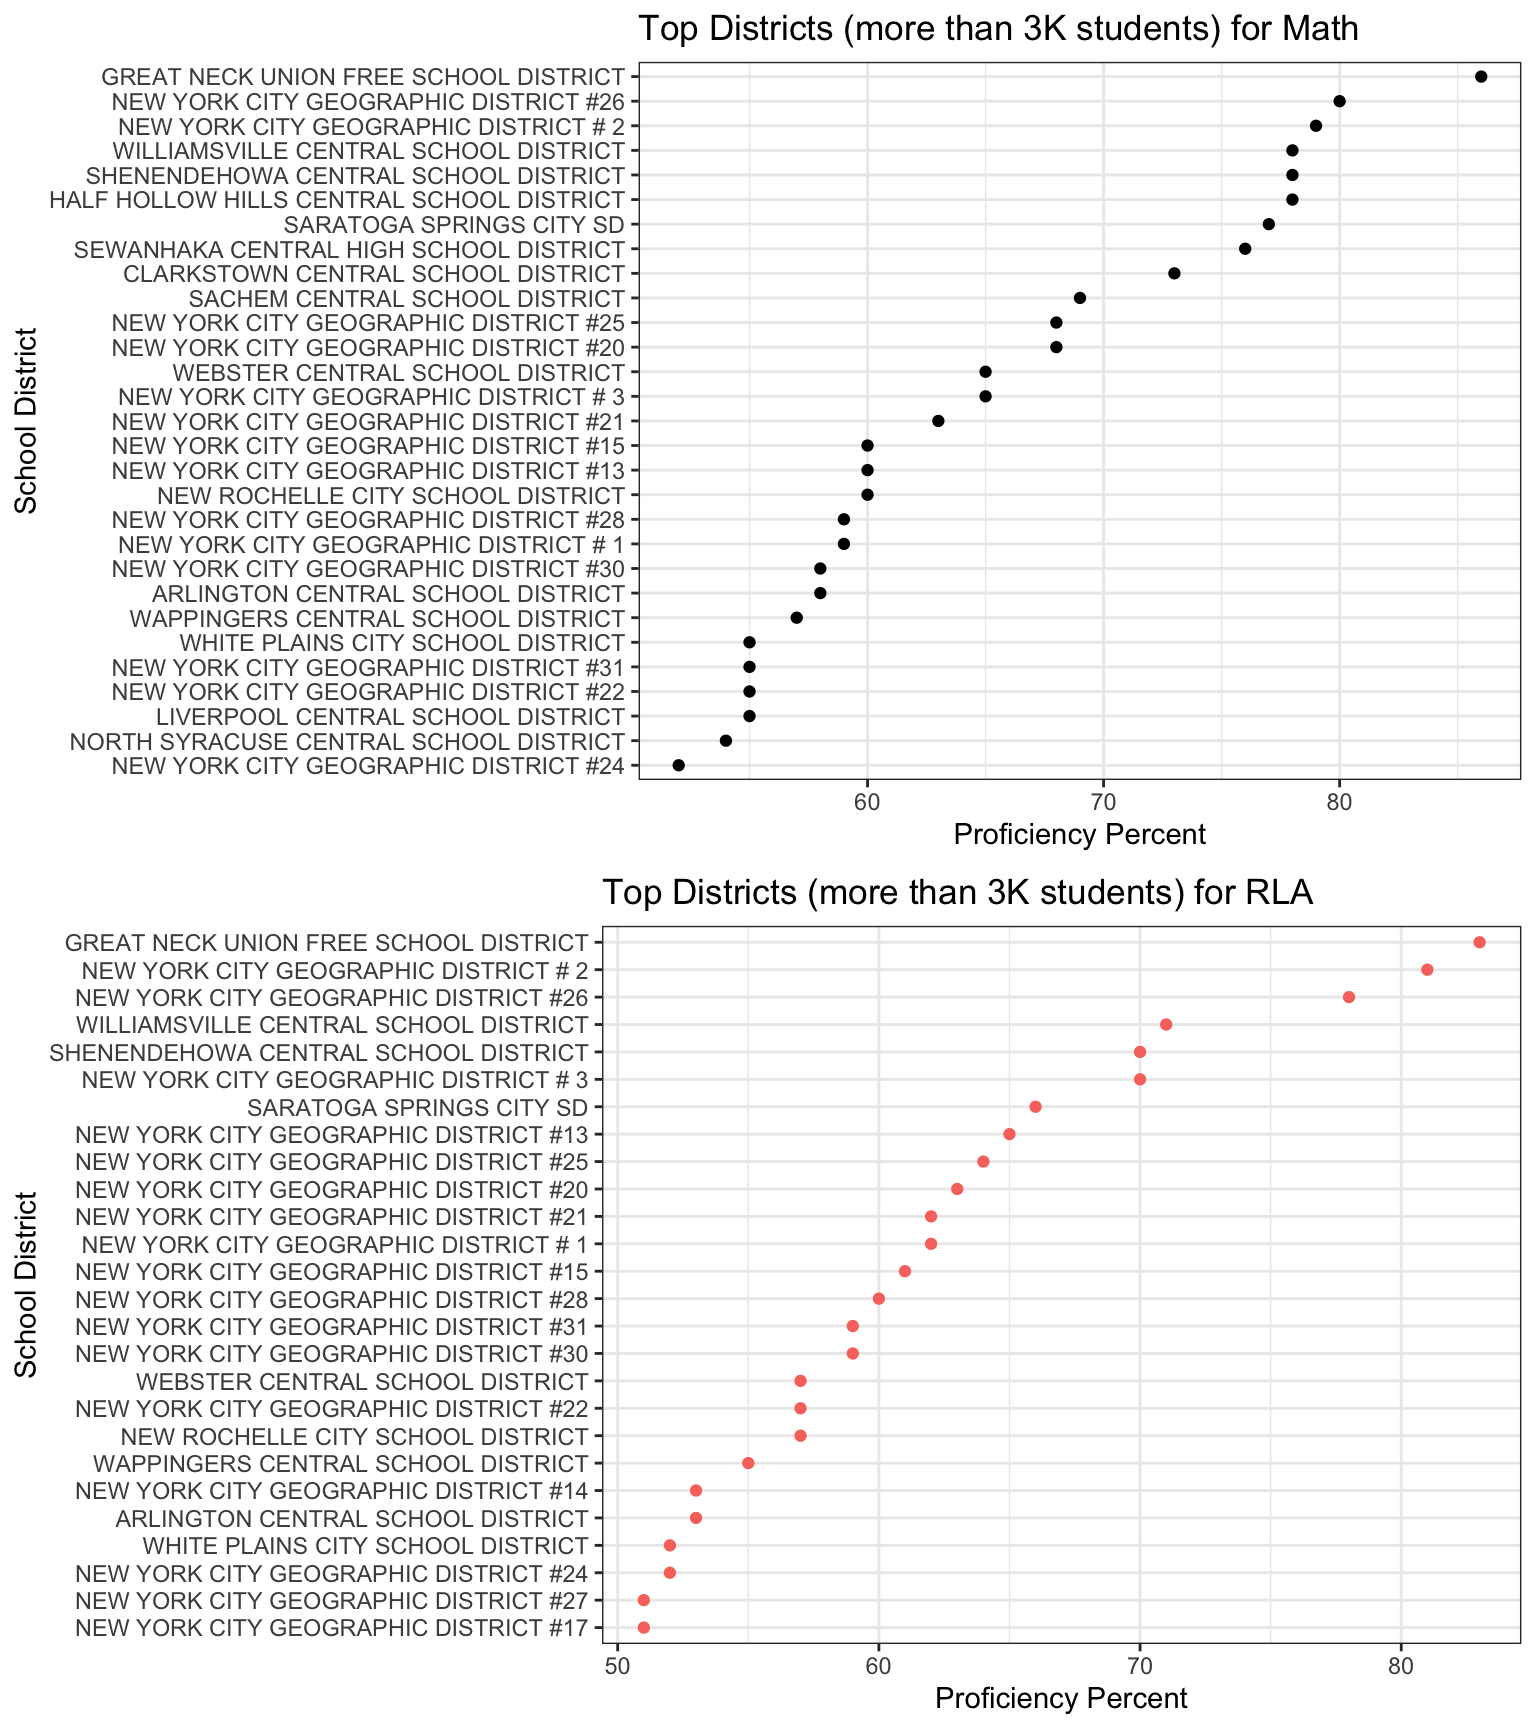 Top Districts (more than 3K students) for Math
School District
GREAT NECK UNION FREE SCHOOL DISTRICT
NEW YORK CITY GEOGRAPHIC DISTRICT #26
NEW YORK CITY GEOGRAPHIC DISTRICT # 2
WILLIAMSVILLE CENTRAL SCHOOL DISTRICT
SHENENDEHOWA CENTRAL SCHOOL DISTRICT
HALF HOLLOW HILLS CENTRAL SCHOOL DISTRICT
SARATOGA SPRINGS CITY SD
SEWANHAKA CENTRAL HIGH SCHOOL DISTRICT
CLARKSTOWN CENTRAL SCHOOL DISTRICT
SACHEM CENTRAL SCHOOL DISTRICT
NEW YORK CITY GEOGRAPHIC DISTRICT #25
NEW YORK CITY GEOGRAPHIC DISTRICT #20
WEBSTER CENTRAL SCHOOL DISTRICT
NEW YORK CITY GEOGRAPHIC DISTRICT # 3
NEW YORK CITY GEOGRAPHIC DISTRICT #21
NEW YORK CITY GEOGRAPHIC DISTRICT #15
NEW YORK CITY GEOGRAPHIC DISTRICT #13
NEW ROCHELLE CITY SCHOOL DISTRICT
NEW YORK CITY GEOGRAPHIC DISTRICT #28
NEW YORK CITY GEOGRAPHIC DISTRICT # 1
NEW YORK CITY GEOGRAPHIC DISTRICT #30
ARLINGTON CENTRAL SCHOOL DISTRICT
WAPPINGERS CENTRAL SCHOOL DISTRICT
WHITE PLAINS CITY SCHOOL DISTRICT
NEW YORK CITY GEOGRAPHIC DISTRICT #31
NEW YORK CITY GEOGRAPHIC DISTRICT #22
LIVERPOOL CENTRAL SCHOOL DISTRICT
NORTH SYRACUSE CENTRAL SCHOOL DISTRICT
NEW YORK CITY GEOGRAPHIC DISTRICT #24
60 70 80
Proficiency Percent
Top Districts (more than 3K students) for RLA
School District
GREAT NECK UNION FREE SCHOOL DISTRICT
NEW YORK CITY GEOGRAPHIC DISTRICT # 2
NEW YORK CITY GEOGRAPHIC DISTRICT #26
WILLIAMSVILLE CENTRAL SCHOOL DISTRICT
SHENENDEHOWA CENTRAL SCHOOL DISTRICT
NEW YORK CITY GEOGRAPHIC DISTRICT # 3
SARATOGA SPRINGS CITY SD
NEW YORK CITY GEOGRAPHIC DISTRICT #13
NEW YORK CITY GEOGRAPHIC DISTRICT #25
NEW YORK CITY GEOGRAPHIC DISTRICT #20
NEW YORK CITY GEOGRAPHIC DISTRICT #21
NEW YORK CITY GEOGRAPHIC DISTRICT # 1
NEW YORK CITY GEOGRAPHIC DISTRICT #15
NEW YORK CITY GEOGRAPHIC DISTRICT #28
NEW YORK CITY GEOGRAPHIC DISTRICT #31
NEW YORK CITY GEOGRAPHIC DISTRICT #30
WEBSTER CENTRAL SCHOOL DISTRICT
NEW YORK CITY GEOGRAPHIC DISTRICT #22
NEW ROCHELLE CITY SCHOOL DISTRICT
WAPPINGERS CENTRAL SCHOOL DISTRICT
NEW YORK CITY GEOGRAPHIC DISTRICT #14
ARLINGTON CENTRAL SCHOOL DISTRICT
WHITE PLAINS CITY SCHOOL DISTRICT
NEW YORK CITY GEOGRAPHIC DISTRICT #24
NEW YORK CITY GEOGRAPHIC DISTRICT #27
NEW YORK CITY GEOGRAPHIC DISTRICT #17
50 60 70 80
Proficiency Percent